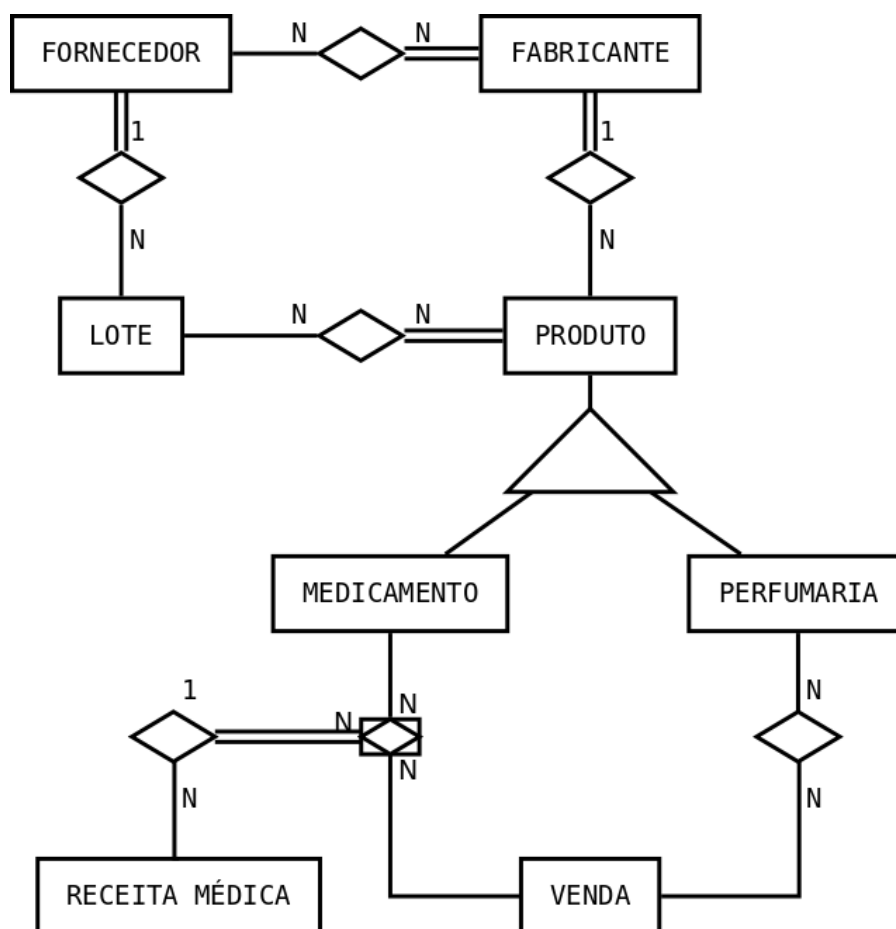 FORNECEDOR N N FABRICANTE
1 1
N N
LOTE N N PRODUTO
MEDICAMENTO PERFUMARIA
1 N N
N
N
N N
RECEITA MÉDICA VENDA